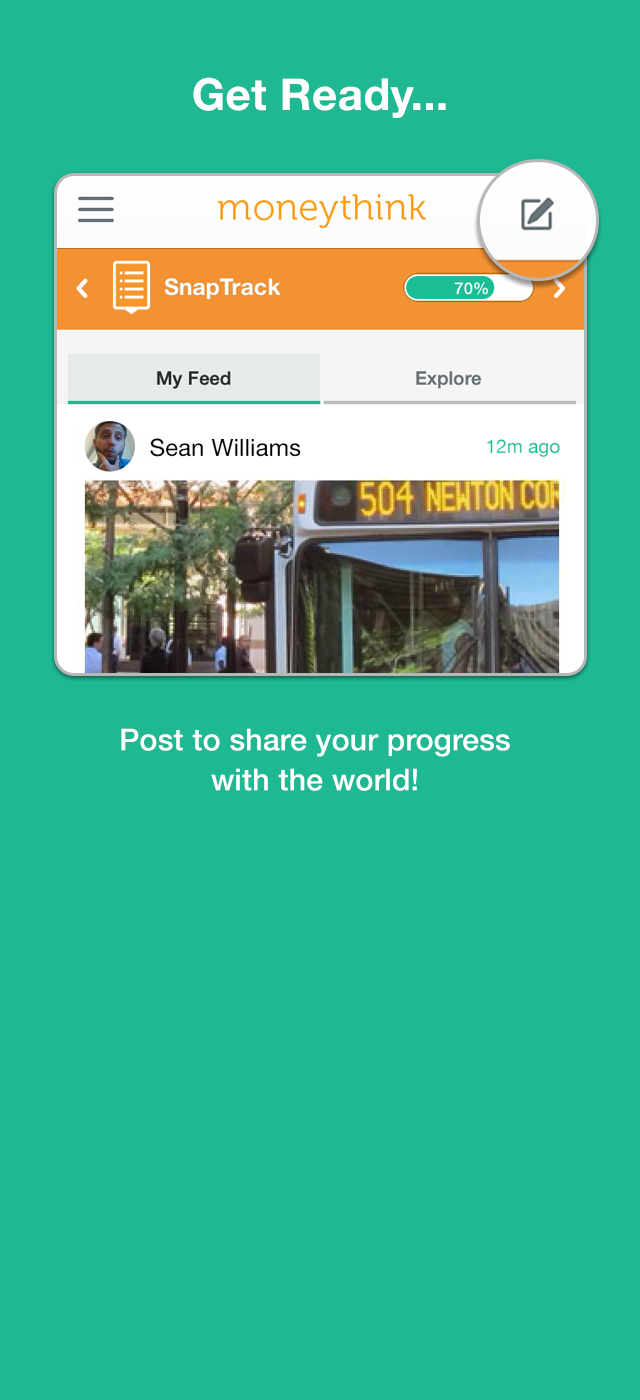 Get Ready...
moneythink
SnapTrack
70%
My Feed
Explore
Sean Williams
12m ago
504 NEWTON COR
Post to share your progress
with the world!